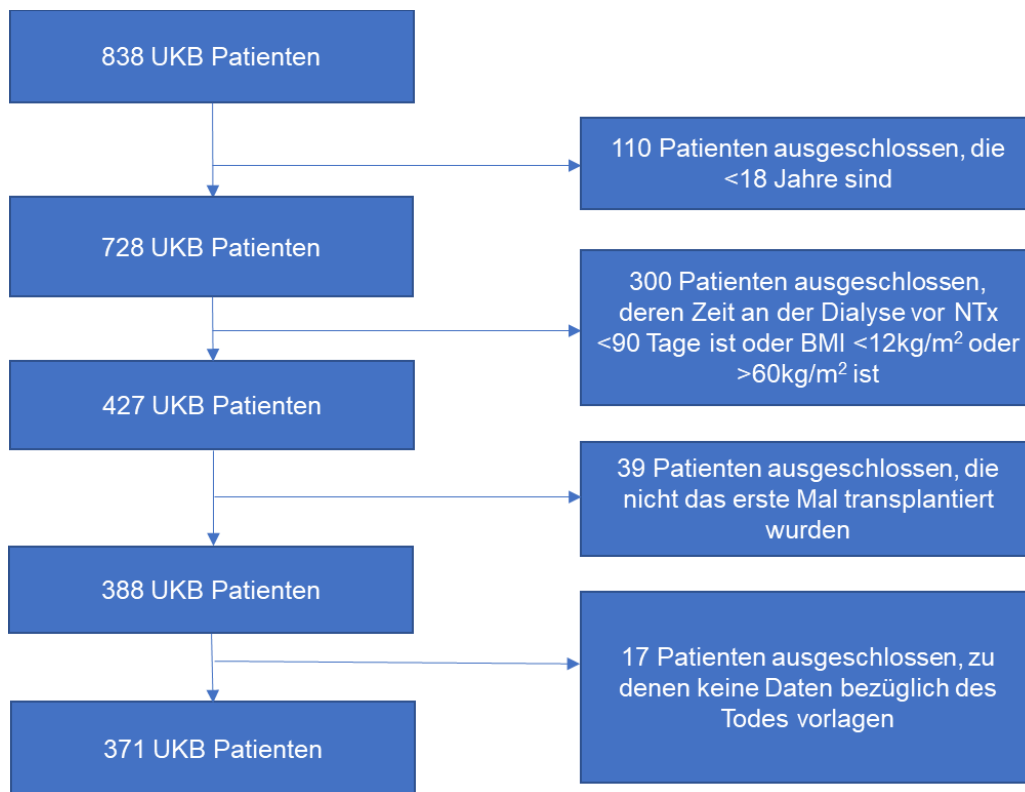 838 UKB Patienten
110 Patienten ausgeschlossen, die
<18 Jahre sind
728 UKB Patienten
300 Patienten ausgeschlossen,
deren Zeit an der Dialyse vor NTx
<90 Tage ist oder BMI <12kg/m² oder
>60kg/m² ist
427 UKB Patienten
39 Patienten ausgeschlossen, die
nicht das erste Mal transplantiert
wurden
388 UKB Patienten
17 Patienten ausgeschlossen, zu
denen keine Daten bezüglich des
Todes vorlagen
371 UKB Patienten